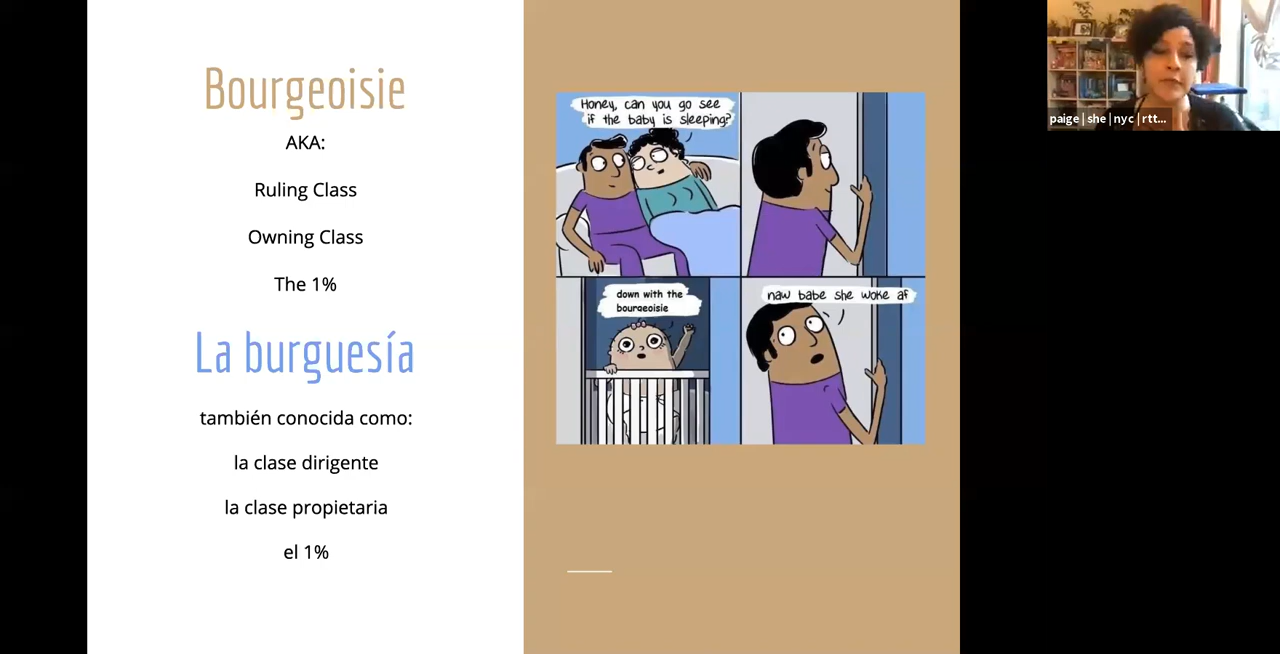 Bourgeoisie
AKA:
Ruling Class
Owning Class
The 1%
La burguesía
también conocida como:
la clase dirigente
la clase propietaria
el 1%
Honey, can you go see
if the baby is sleeping?
down with the
bourgeoisie
naw babe she woke af
paige | she | nyc | rtt...